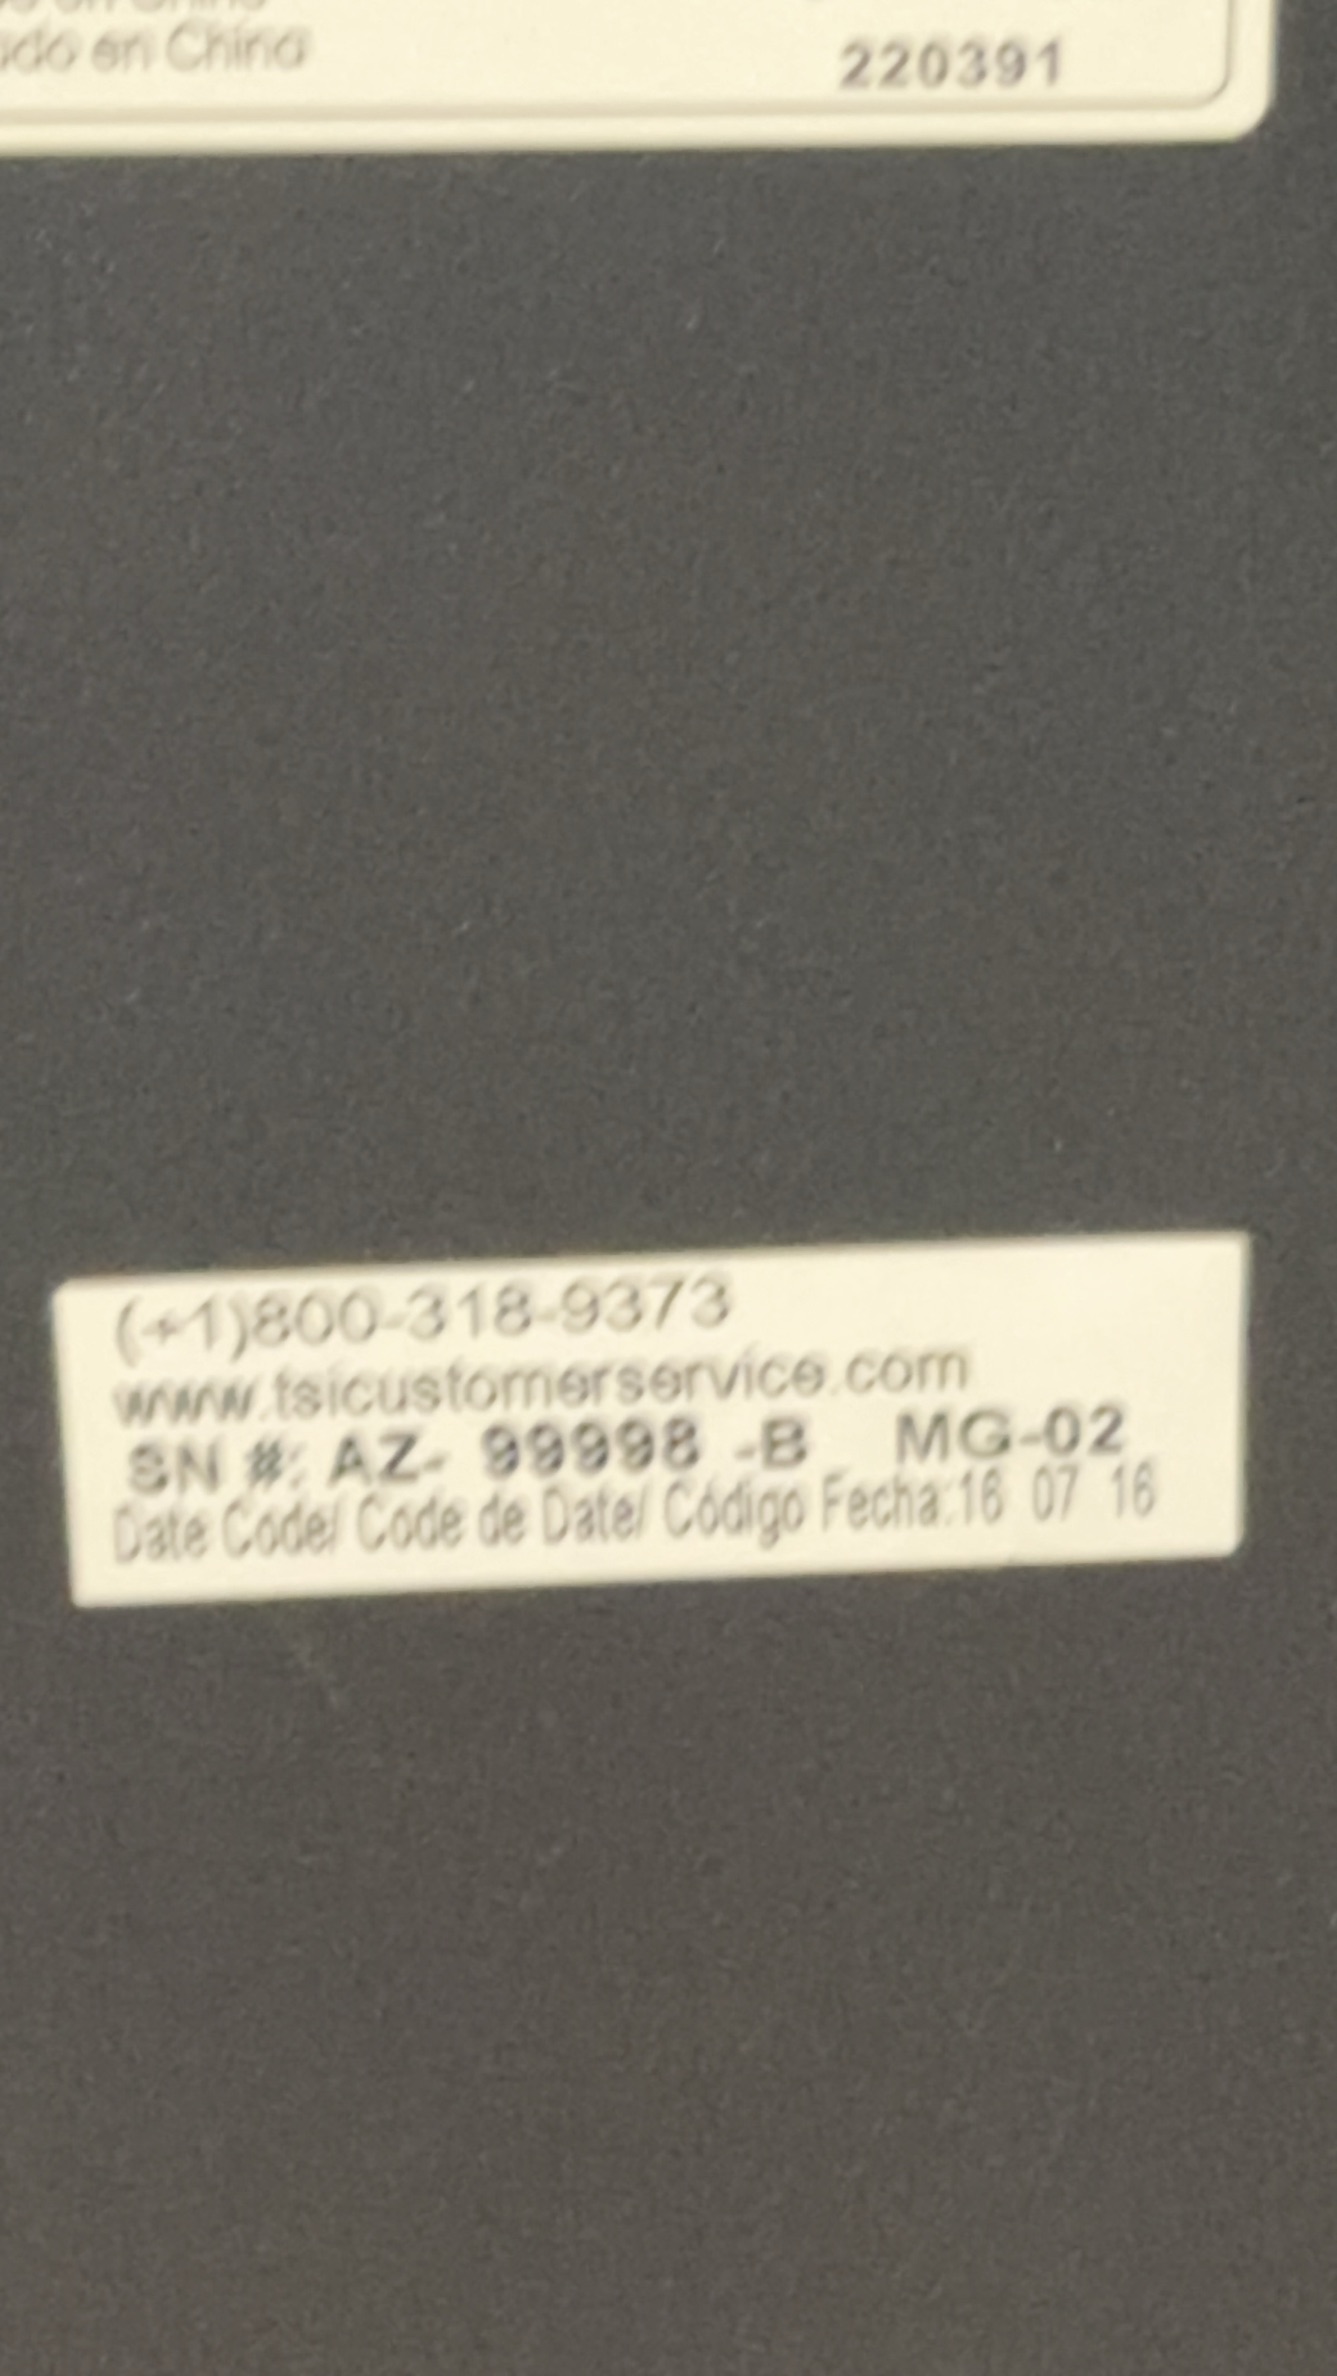 en China
220391
(+1)800-318-9373
www.tsicustomerservice.com
SN #: AZ- 99998 -B MG-02
Date Code/ Code de Date/ Código Fecha:16 07 16